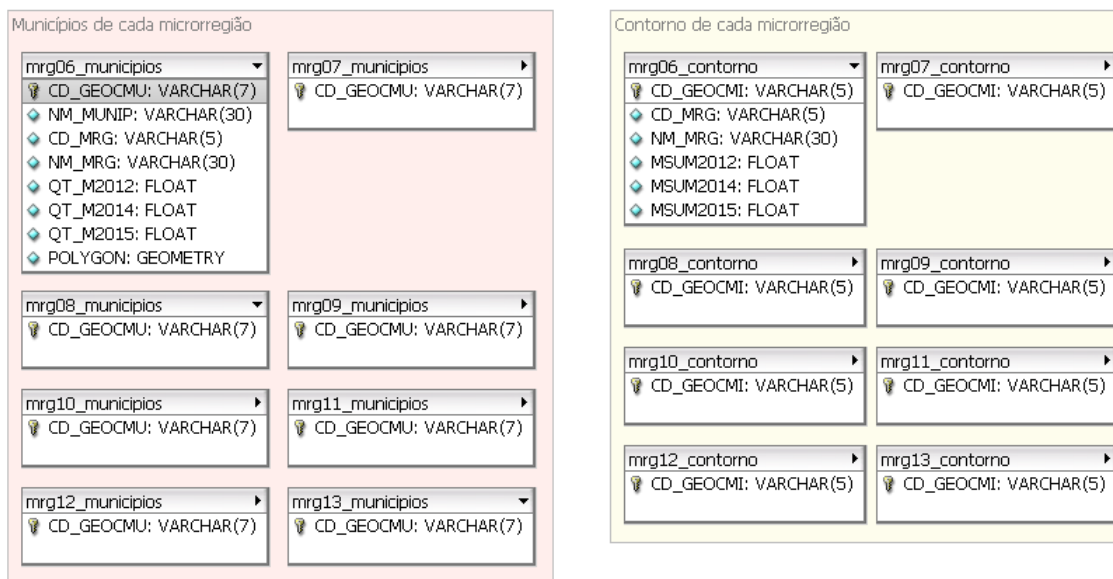 Municípios de cada microrregião
mrg06_municipios
CD_GEOCMU: VARCHAR(7)
NM_MUNIP: VARCHAR(30)
CD_MRG: VARCHAR(5)
NM_MRG: VARCHAR(30)
QT_M2012: FLOAT
QT_M2014: FLOAT
QT_M2015: FLOAT
POLYGON: GEOMETRY
mrg07_municipios
CD_GEOCMU: VARCHAR(7)
mrg08_municipios
CD_GEOCMU: VARCHAR(7)
mrg09_municipios
CD_GEOCMU: VARCHAR(7)
mrg10_municipios
CD_GEOCMU: VARCHAR(7)
mrg11_municipios
CD_GEOCMU: VARCHAR(7)
mrg12_municipios
CD_GEOCMU: VARCHAR(7)
mrg13_municipios
CD_GEOCMU: VARCHAR(7)
Contorno de cada microrregião
mrg06_contorno
CD_GEOCMI: VARCHAR(5)
CD_MRG: VARCHAR(5)
NM_MRG: VARCHAR(30)
MSUM2012: FLOAT
MSUM2014: FLOAT
MSUM2015: FLOAT
mrg07_contorno
CD_GEOCMI: VARCHAR(5)
mrg08_contorno
CD_GEOCMI: VARCHAR(5)
mrg09_contorno
CD_GEOCMI: VARCHAR(5)
mrg10_contorno
CD_GEOCMI: VARCHAR(5)
mrg11_contorno
CD_GEOCMI: VARCHAR(5)
mrg12_contorno
CD_GEOCMI: VARCHAR(5)
mrg13_contorno
CD_GEOCMI: VARCHAR(5)